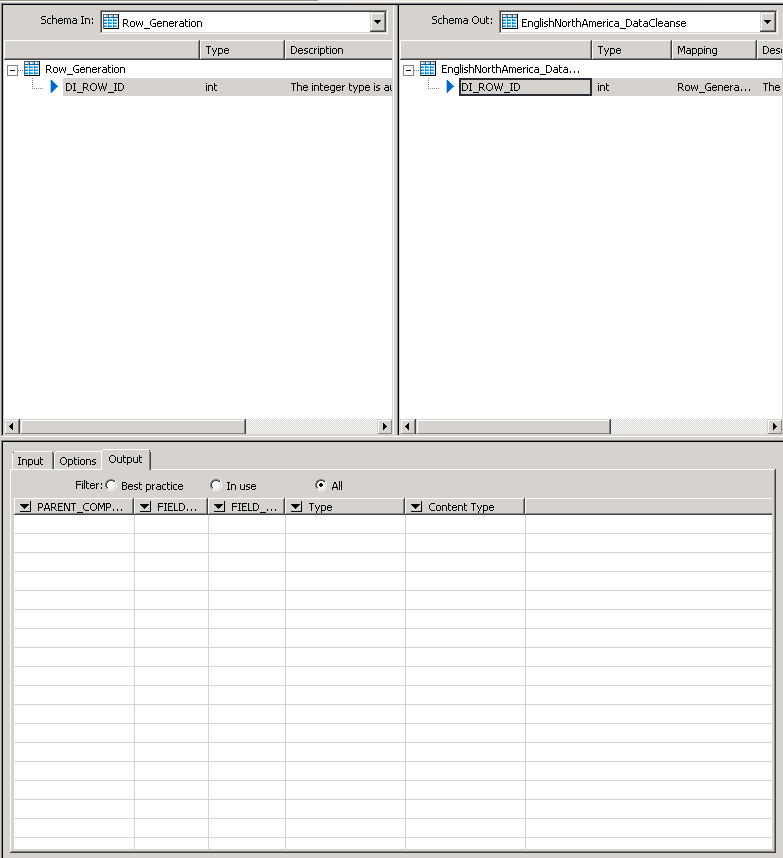 Schema In: Row_Generation
Type Description
Row_Generation
DI_ROW_ID int The integer type is au
Schema Out: EnglishNorthAmerica_DataCleanse
Type Mapping Desc
EnglishNorthAmerica_Data...
DI_ROW_ID int Row_Genera... The
Input Options Output
Filter: Best practice In use All
PARENT_COMP... FIELD... FIELD_... Type Content Type